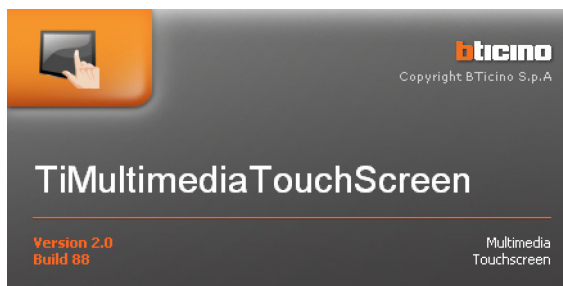 bticino
Copyright BTicino S.p.A
TiMultimediaTouchScreen
Version 2.0
Build 88
Multimedia
Touchscreen